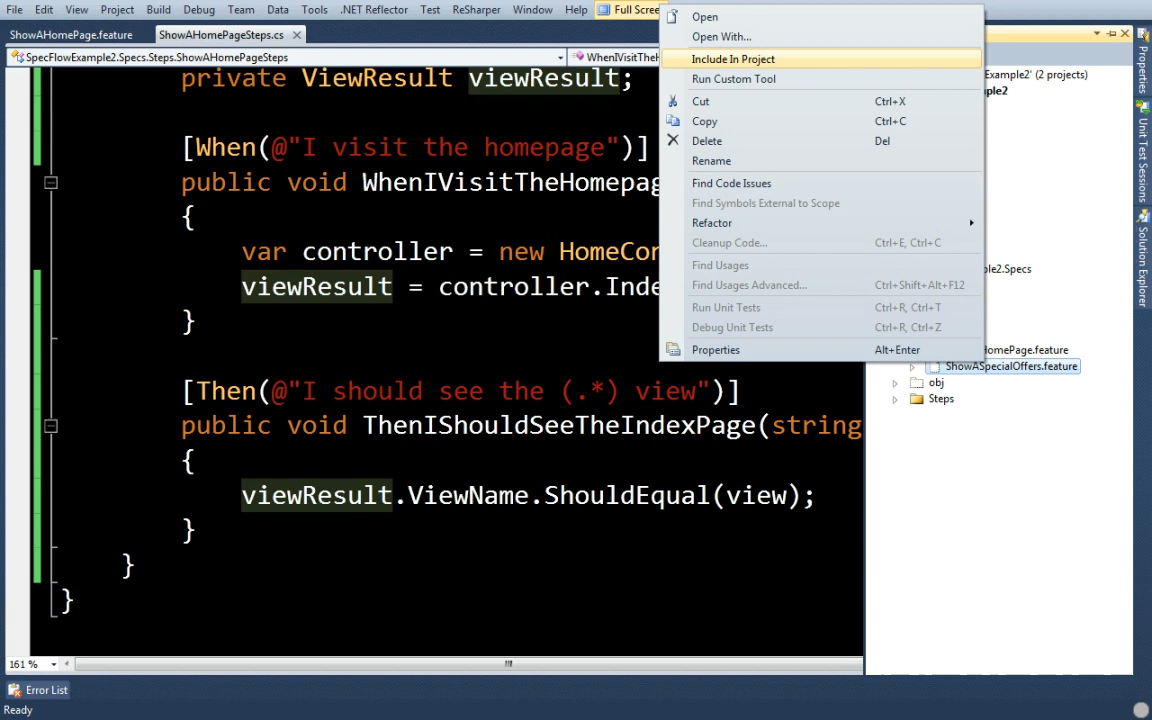 File Edit View Project Build Debug Team Data Tools .NET Reflector Test ReSharper Window Help Full Scree
ShowAHomePage.feature ShowAHomePageSteps.cs
SpecFlowExample2.Specs.Steps.ShowAHomePageSteps WhenIVisitTheH
private ViewResult viewResult;
[When(@"I visit the homepage")]
public void WhenIVisitTheHomepag
{
var controller = new HomeCor
viewResult = controller.Inde
}
[Then(@"I should see the (.*) view")]
public void ThenIShouldSeeTheIndexPage(string
{
viewResult.ViewName.ShouldEqual(view);
}
}
}
161 %
Error List
Ready
Open
Open With...
Include In Project
Run Custom Tool
Cut Ctrl+X
Copy Ctrl+C
Delete Del
Rename
Find Code Issues
Find Symbols External to Scope
Refactor
Cleanup Code... Ctrl+E, Ctrl+C
Find Usages
Find Usages Advanced... Ctrl+Shift+Alt+F12
Run Unit Tests Ctrl+R, Ctrl+T
Debug Unit Tests Ctrl+R, Ctrl+Z
Properties Alt+Enter
Example2' (2 projects)
mple2
ple2.Specs
HomePage.feature
ShowASpecialOffers.feature
obj
Steps
Properties
Unit Test Sessions
Solution Explorer